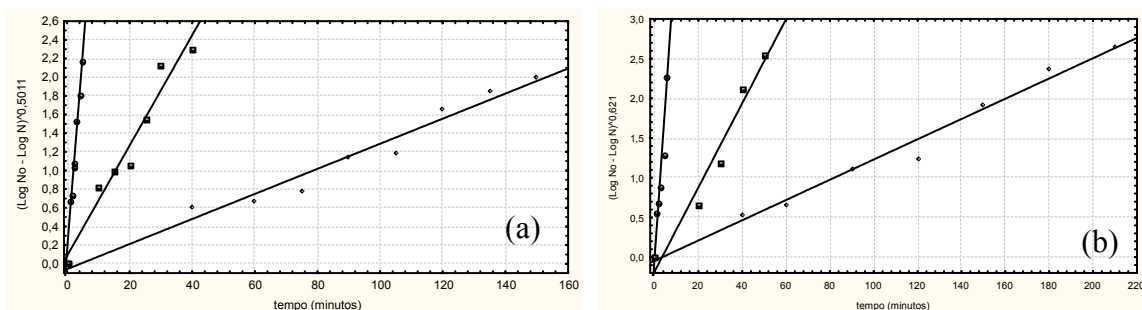 (Log No - Log N)^0,5011
2,6
2,4
2,2
2,0
1,8
1,6
1,4
1,2
1,0
0,8
0,6
0,4
0,2
0,0
0 20 40 60 80 100 120 140 160
tempo (minutos)
(a)
(Log No - Log N)^0.621
3,0
2,5
2,0
1,5
1,0
0,5
0,0
0 20 40 60 80 100 120 140 160 180 200 220
tempo (minutos)
(b)